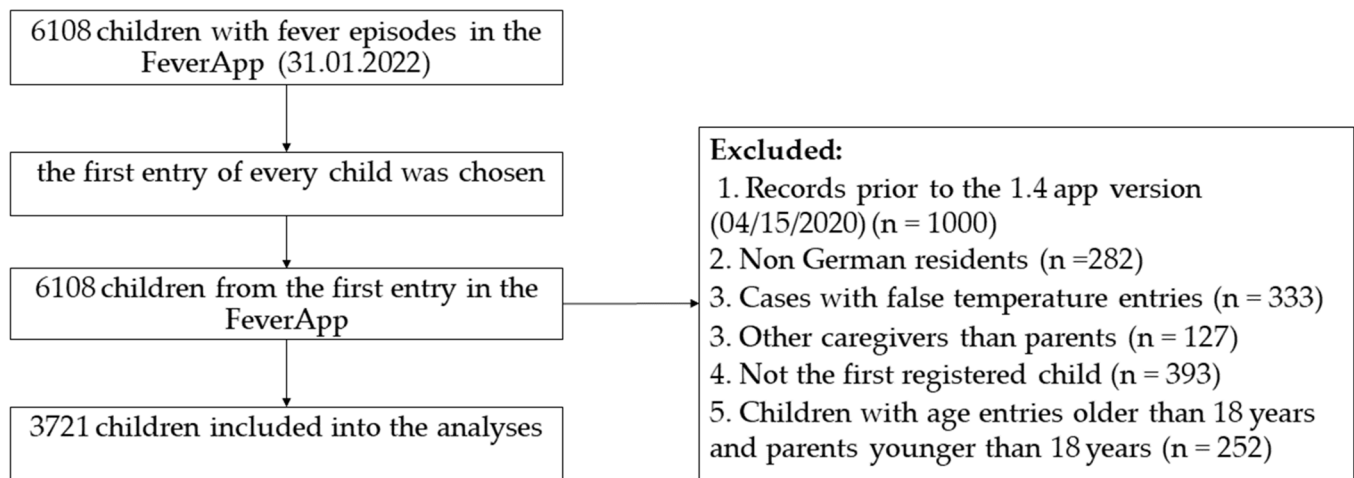 6108 children with fever episodes in the
FeverApp (31.01.2022)
the first entry of every child was chosen
6108 children from the first entry in the
FeverApp
3721 children included into the analyses
Excluded:
1. Records prior to the 1.4 app version
(04/15/2020) (n = 1000)
2. Non German residents (n =282)
3. Cases with false temperature entries (n = 333)
3. Other caregivers than parents (n = 127)
4. Not the first registered child (n = 393)
5. Children with age entries older than 18 years
and parents younger than 18 years (n = 252)